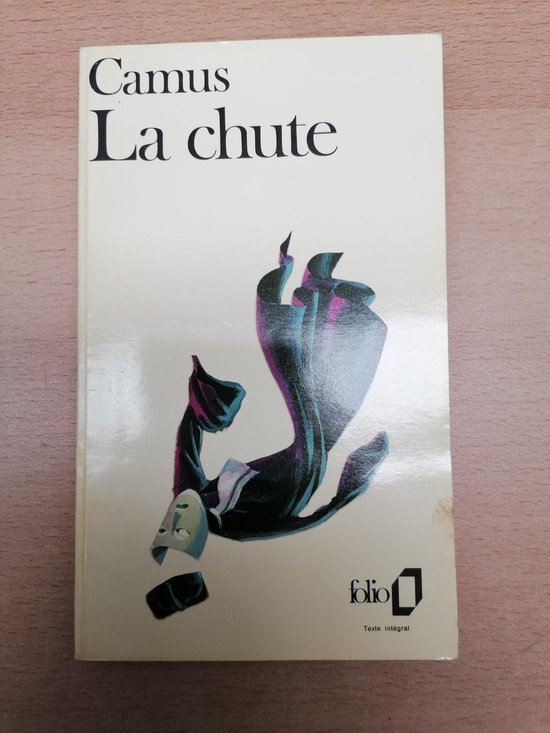 Camus
La chute
folio
Texte intégral